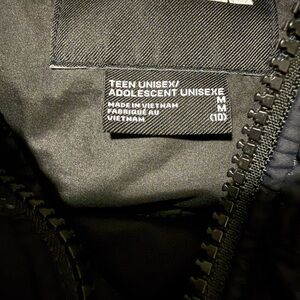 TEEN UNISEX/
ADOLESCENT UNISEXE
M
MADE IN VIETNAM M
FABRIQUÉ AU (10)
VIETNAM